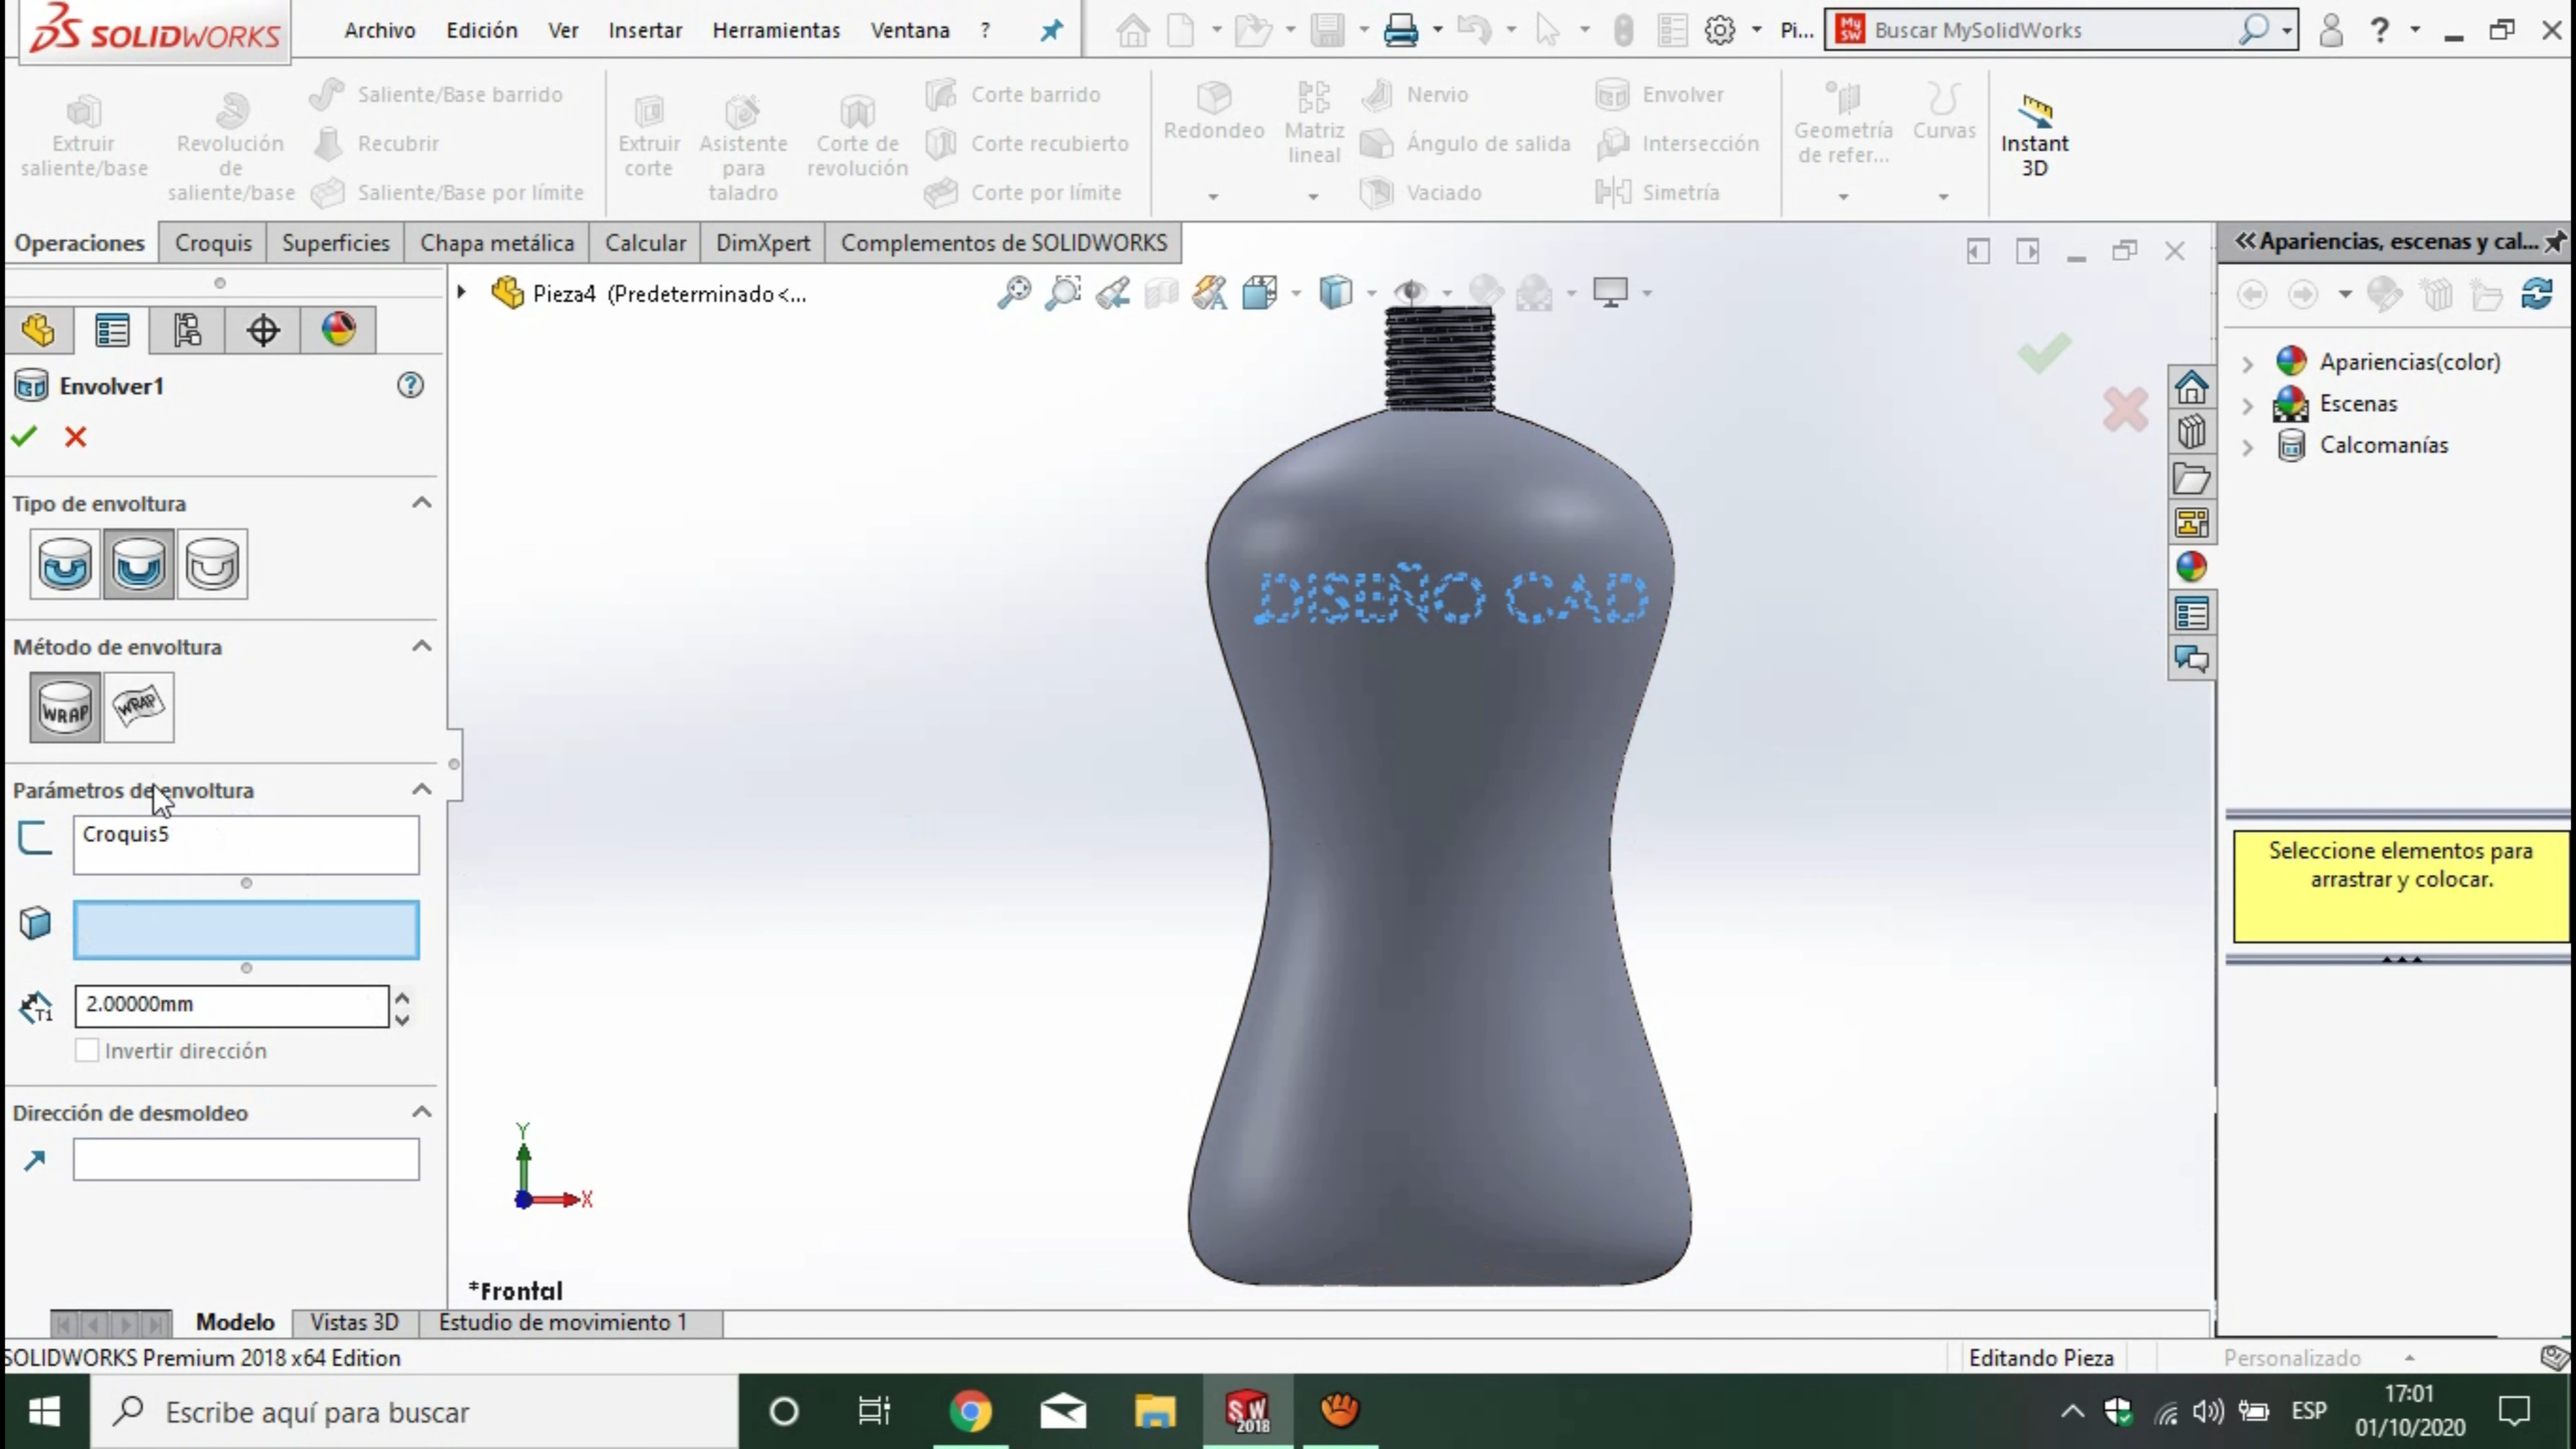 SOLIDWORKS
Archivo Edición Ver Insertar Herramientas Ventana ?
Pi...
Buscar MySolidWorks
?
Extruir saliente/base
Revolución de saliente/base
Saliente/Base barrido
Recubrir
Saliente/Base por límite
Extruir corte
Asistente para taladro
Corte de revolución
Corte barrido
Corte recubierto
Corte por límite
Redondeo
Matriz lineal
Nervio
Ángulo de salida
Vaciado
Envolver
Intersección
Simetría
Geometría de refer...
Curvas
Instant 3D
Operaciones Croquis Superficies Chapa metálica Calcular DimXpert Complementos de SOLIDWORKS
Apariencias, escenas y cal...
Pieza4 (Predeterminado<...
Envolver1
Tipo de envoltura
Método de envoltura
WRAP WRAP
Parámetros de envoltura
Croquis5
T1
2.00000mm
Invertir dirección
Dirección de desmoldeo
DISEÑO CAD
Y
X
*Frontal
Apariencias(color)
Escenas
Calcomanías
Seleccione elementos para
arrastrar y colocar.
Modelo Vistas 3D Estudio de movimiento 1
SOLIDWORKS Premium 2018 x64 Edition
Editando Pieza
Personalizado
Escribe aquí para buscar
SW 2018
ESP
17:01
01/10/2020